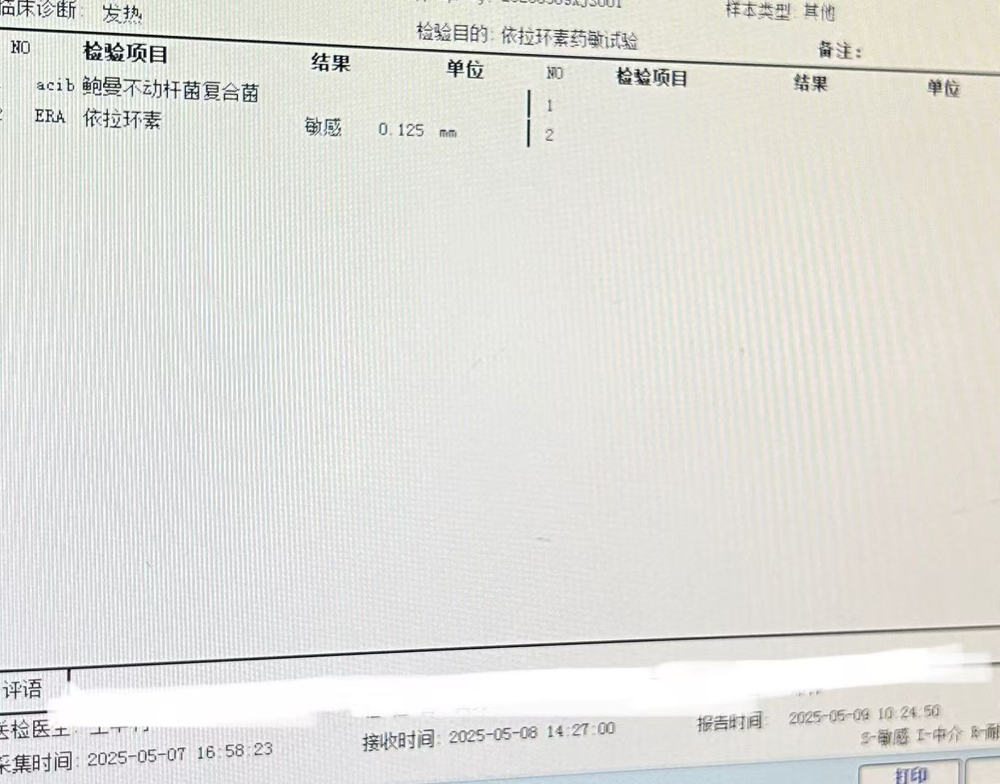 临床诊断: 发热
样本类型: 其他
检验目的: 依拉环素药敏试验
备注:
NO 检验项目 结果 单位 NO 检验项目 结果 单位
acib 鲍曼不动杆菌复合菌 1
2 ERA 依拉环素 敏感 0.125 mm 2
评语
送检医生:
接收时间: 2025-05-08 14:27:00
报告时间: 2025-05-09 10:24:50
采集时间: 2025-05-07 16:58:23
S-敏感 I-中介 R-耐
打印